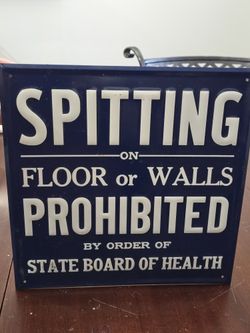 SPITTING
ON
FLOOR or WALLS
PROHIBITED
BY ORDER OF
STATE BOARD OF HEALTH